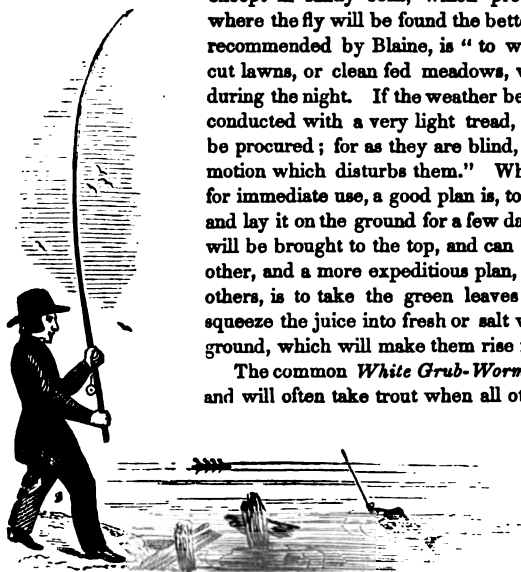 where the fly will be found the bette
recommended by Blaine, is " to w
cut lawns, or clean fed meadows,
during the night. If the weather be
conducted with a very light tread,
be procured; for as they are blind,
motion which disturbs them." Wh
for immediate use, a good plan is, to
and lay it on the ground for a few da
will be brought to the top, and can
other, and a more expeditious plan,
others, is to take the green leaves
squeeze the juice into fresh or salt
ground, which will make them rise
The common White Grub-Worm
and will often take trout when all ot